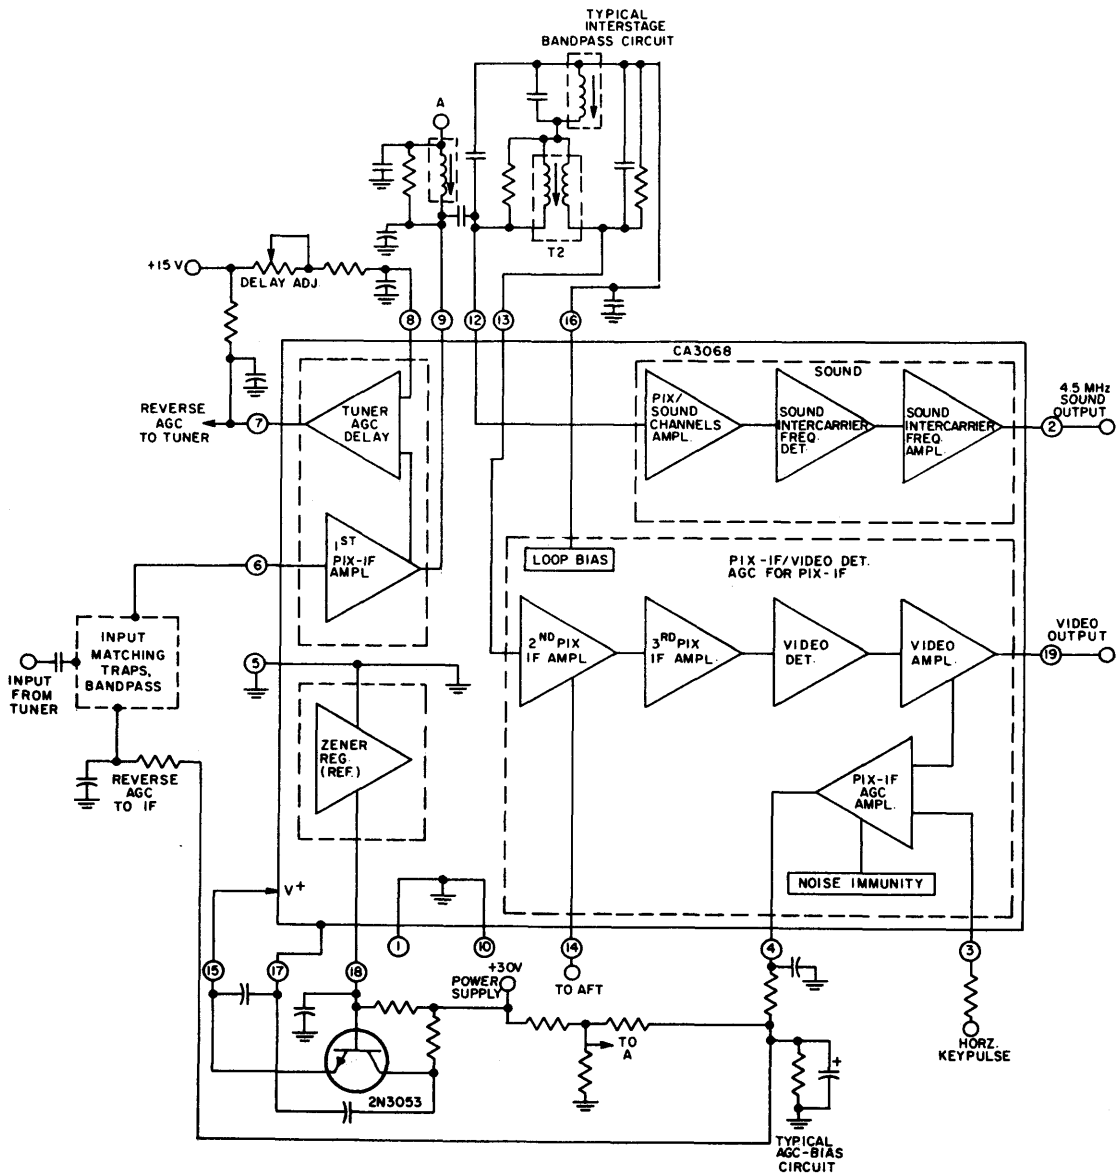 TYPICAL
INTERSTAGE
BANDPASS CIRCUIT
A
T2
+15 V
DELAY ADJ.
8
9
12
13
16
CA3068
SOUND
PIX/
SOUND
CHANNELS
AMPL.
SOUND
INTERCARRIER
FREQ.
DET.
SOUND
INTERCARRIER
FREQ.
AMPL.
4.5 MHz
SOUND
OUTPUT
2
REVERSE
AGC
TO TUNER
7
TUNER
AGC
DELAY
1ST
PIX-IF
AMPL
6
LOOP BIAS
PIX-IF/VIDEO DET.
AGC FOR PIX-IF
2ND PIX
IF AMPL.
3RD PIX
IF AMPL.
VIDEO
DET.
VIDEO
AMPL.
VIDEO
OUTPUT
19
INPUT
MATCHING
TRAPS,
BANDPASS
INPUT
FROM
TUNER
5
ZENER
REG.
(REF.)
REVERSE
AGC
TO IF
PIX-IF
AGC
AMPL.
NOISE IMMUNITY
V+
1
10
14
4
3
15
17
18
+30V
POWER
SUPPLY
TO AFT
TO
A
HORZ.
KEYPULSE
2N3053
+
TYPICAL
AGC-BIAS
CIRCUIT